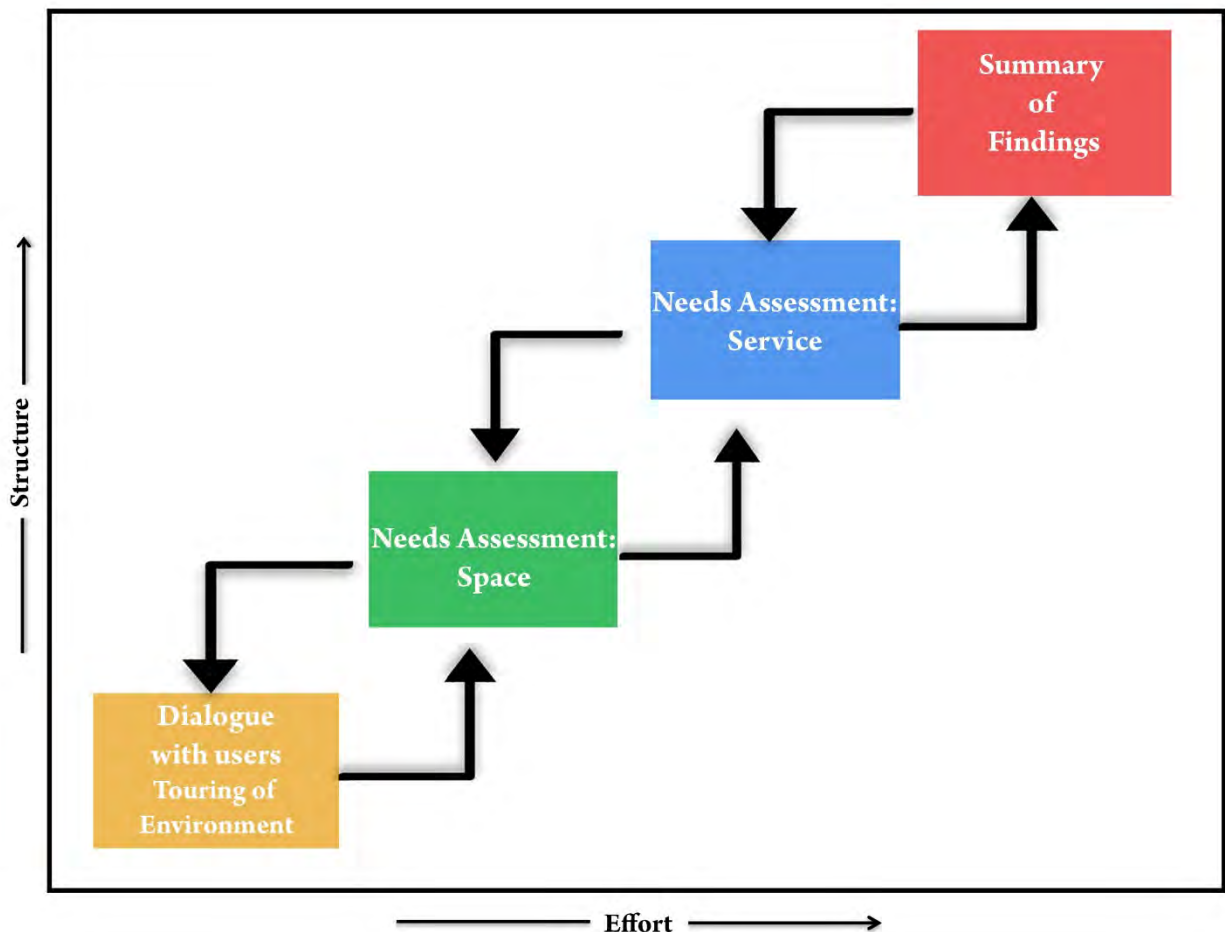 Summary
of
Findings
Needs Assessment:
Service
Needs Assessment:
Space
Dialogue
with users
Touring of
Environment
Structure
Effort